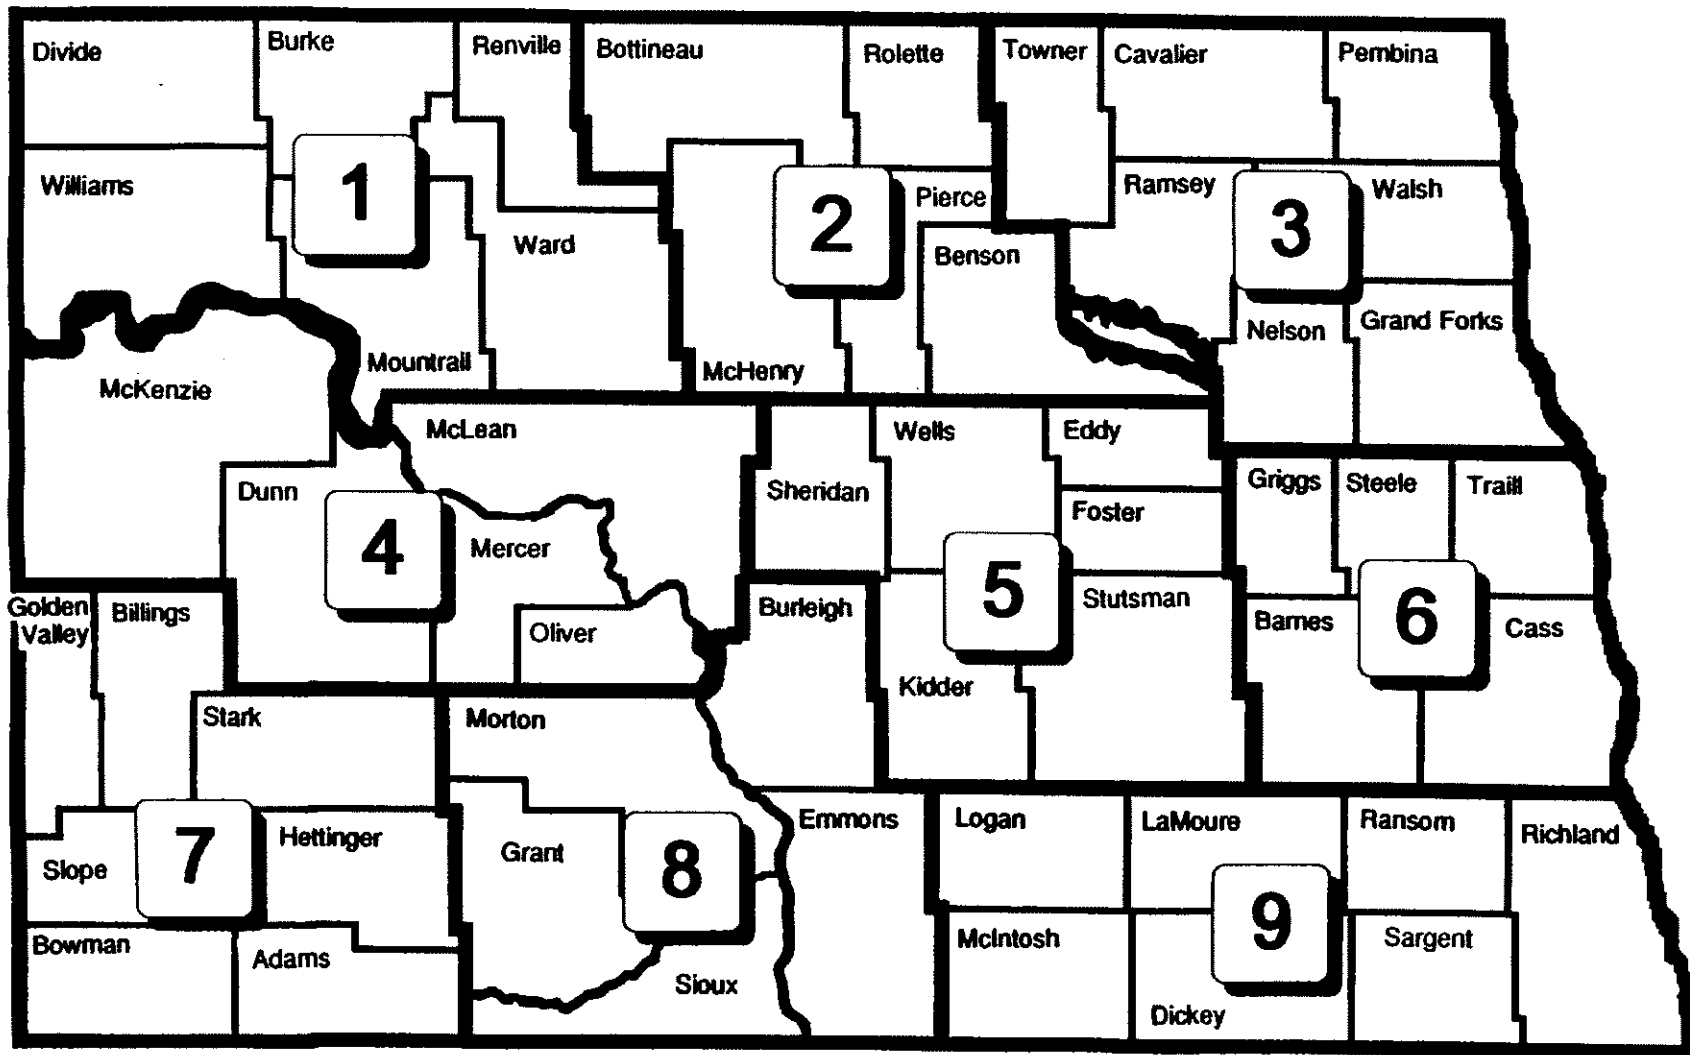 Divide
Burke
Renville
Bottineau
Rolette
Towner
Cavalier
Pembina
Williams
1
Ward
2
Pierce
Benson
Ramsey
3
Walsh
McKenzie
Mountrail
McHenry
Nelson
Grand Forks
McLean
Wells
Eddy
Dunn
4
Mercer
Sheridan
Foster
Griggs
Steele
Traill
Golden
Valley
Billings
Oliver
Burleigh
5
Stutsman
Barnes
6
Cass
Stark
Morton
Kidder
Slope
7
Hettinger
Grant
8
Emmons
Logan
LaMoure
Ransom
Richland
Bowman
Adams
Sioux
McIntosh
9
Dickey
Sargent